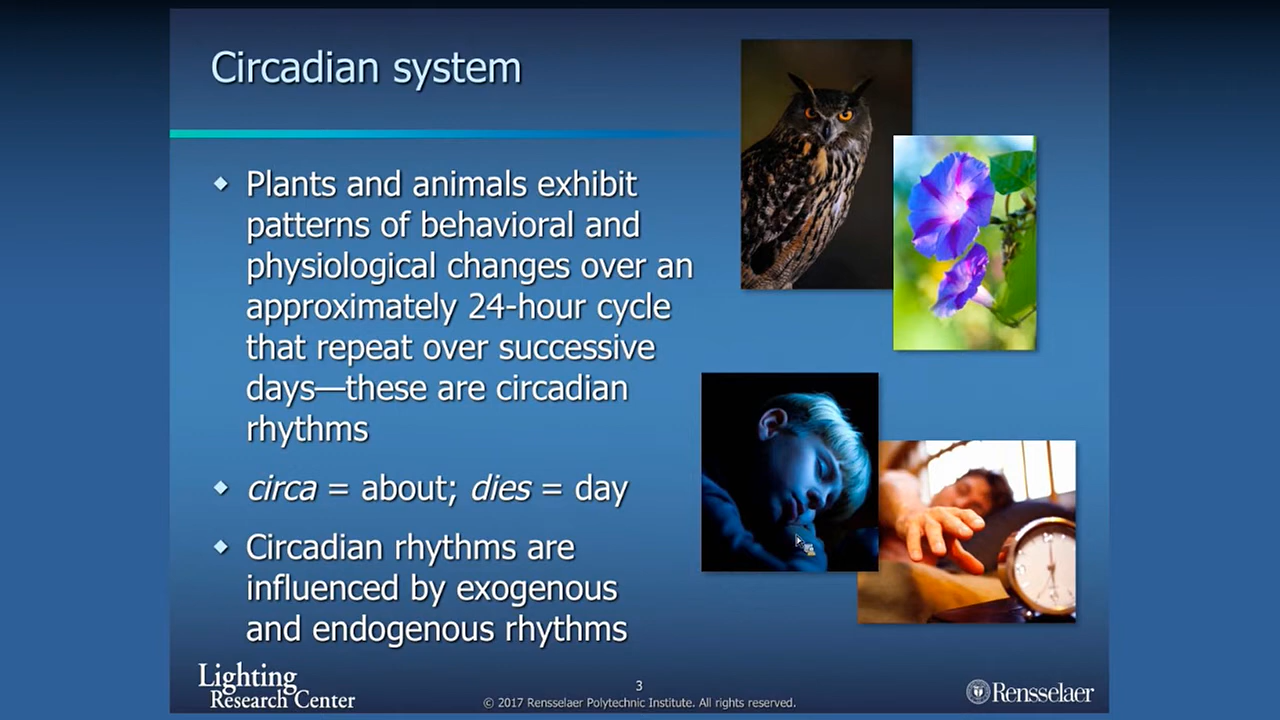 Circadian system
Plants and animals exhibit
patterns of behavioral and
physiological changes over an
approximately 24-hour cycle
that repeat over successive
days—these are circadian
rhythms
circa = about; dies = day
Circadian rhythms are
influenced by exogenous
and endogenous rhythms
Lighting
Research Center
3
© 2017 Rensselaer Polytechnic Institute. All rights reserved.
Rensselaer